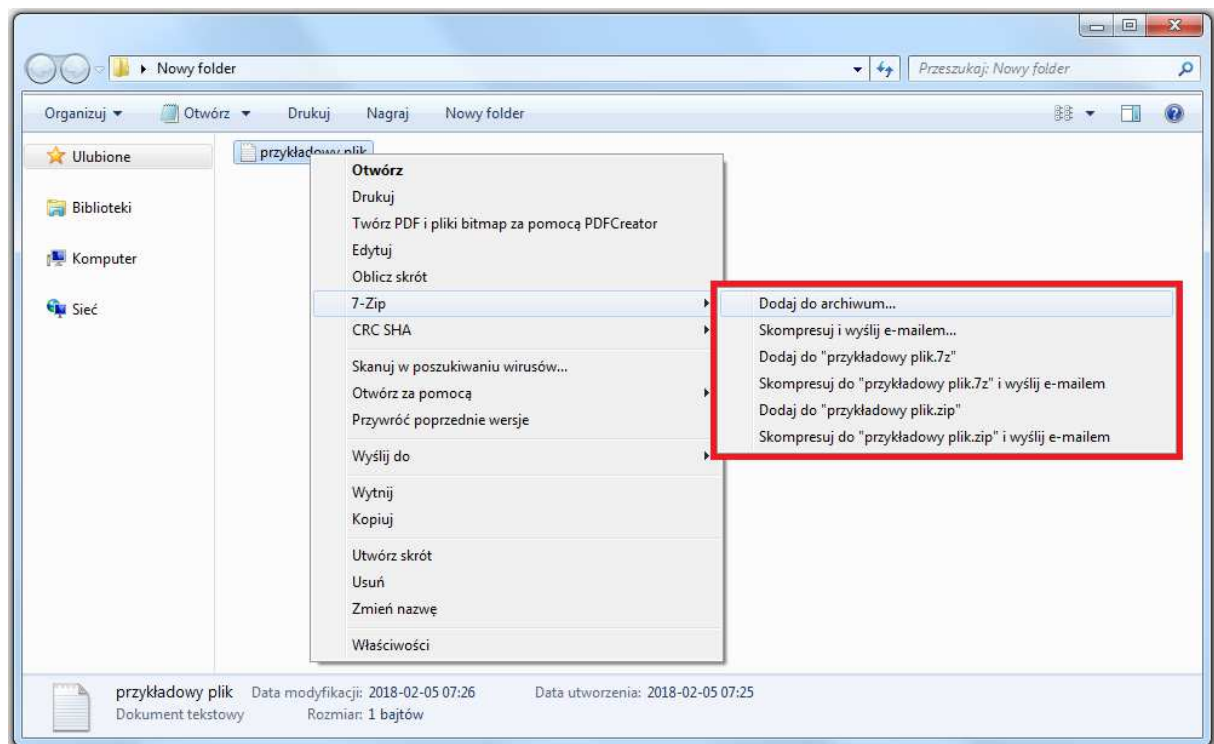 Nowy folder
Przeszukaj: Nowy folder
Organizuj
Otwórz
Drukuj
Nagraj
Nowy folder
Ulubione
Biblioteki
Komputer
Sieć
przykładowy plik
Otwórz
Drukuj
Twórz PDF i pliki bitmap za pomocą PDFCreator
Edytuj
Oblicz skrót
7-Zip
CRC SHA
Skanuj w poszukiwaniu wirusów...
Otwórz za pomocą
Przywróć poprzednie wersje
Wyślij do
Wytnij
Kopiuj
Utwórz skrót
Usuń
Zmień nazwę
Właściwości
Dodaj do archiwum...
Skompresuj i wyślij e-mailem...
Dodaj do "przykładowy plik.7z"
Skompresuj do "przykładowy plik.7z" i wyślij e-mailem
Dodaj do "przykładowy plik.zip"
Skompresuj do "przykładowy plik.zip" i wyślij e-mailem
przykładowy plik Data modyfikacji: 2018-02-05 07:26 Data utworzenia: 2018-02-05 07:25
Dokument tekstowy Rozmiar: 1 bajtów